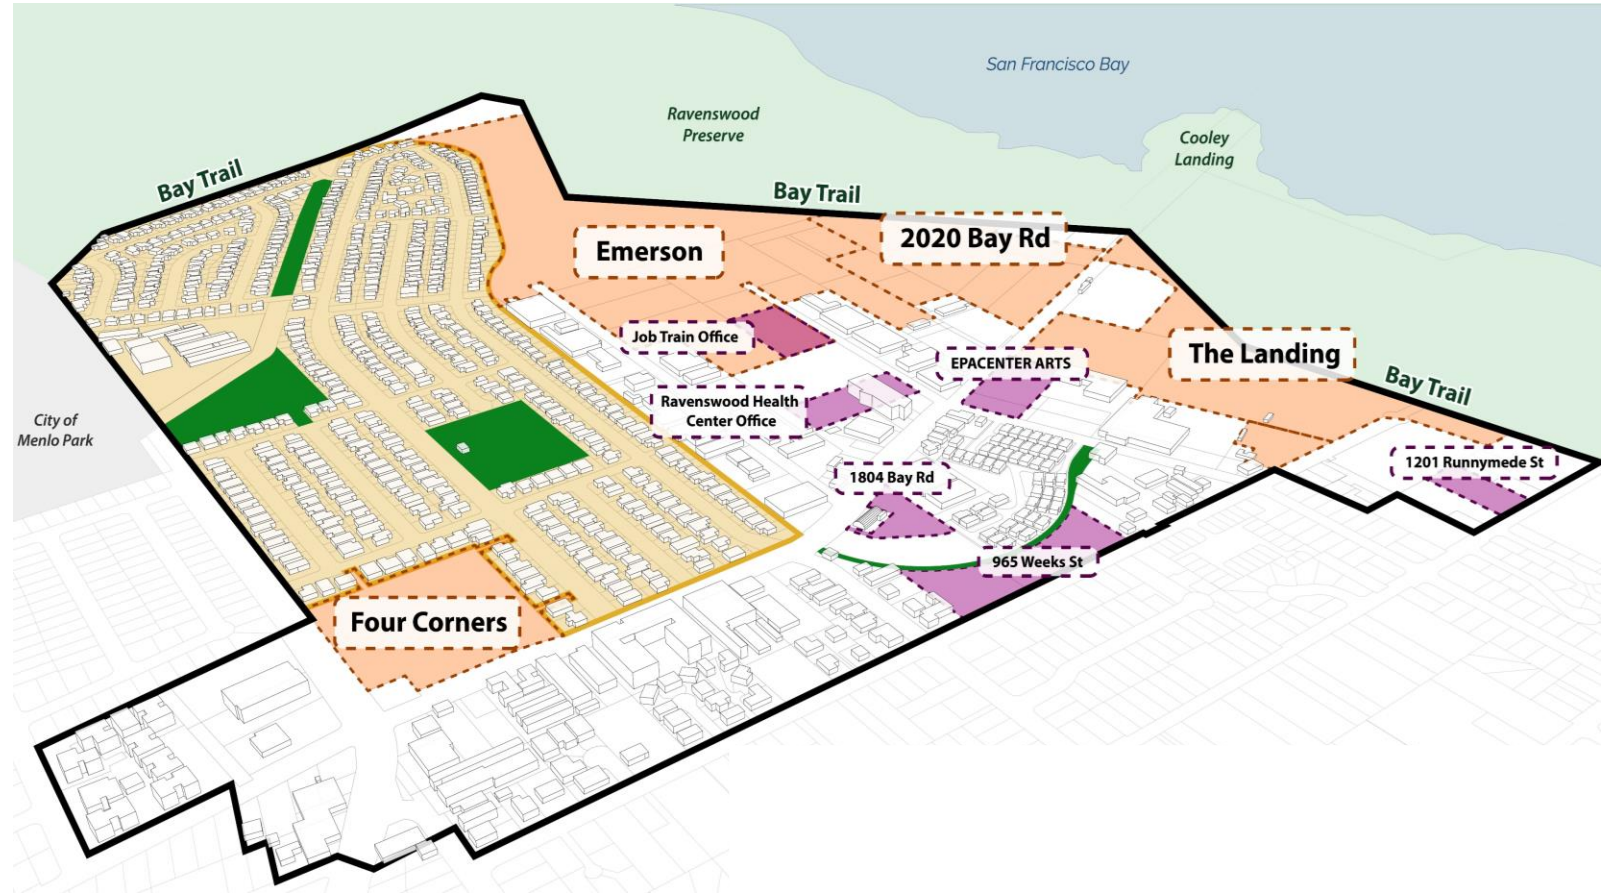 San Francisco Bay
Ravenswood
Preserve
Cooley
Landing
Bay Trail
Bay Trail
2020 Bay Rd
Emerson
Job Train Office
The Landing
EPACENTER ARTS
Bay Trail
Ravenswood Health
Center Office
City of
Menlo Park
1201 Runnymede St
1804 Bay Rd
965 Weeks St
Four Corners